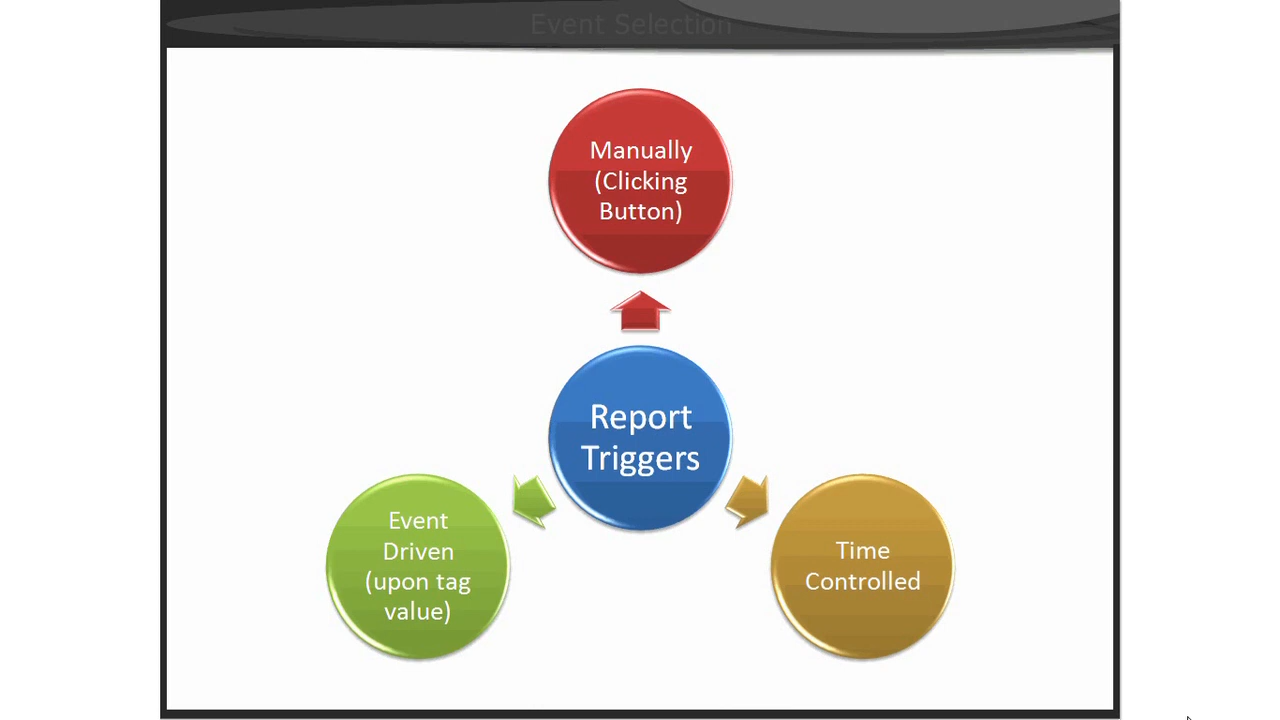 Event Selection
Manually
(Clicking
Button)
Report
Triggers
Event
Driven
(upon tag
value)
Time
Controlled